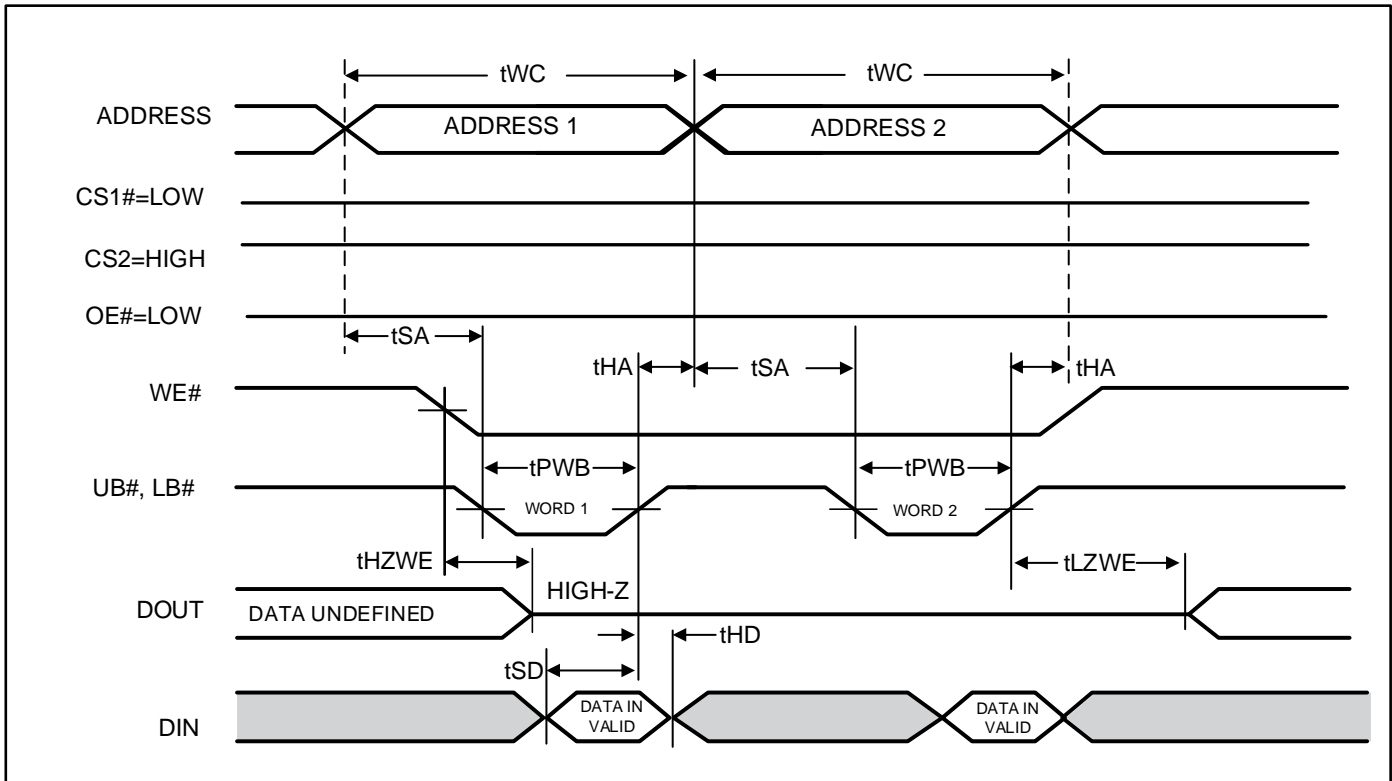 tWC tWC
ADDRESS ADDRESS 1 ADDRESS 2
CS1#=LOW
CS2=HIGH
OE#=LOW
tSA tHA tSA tHA
WE#
tPWB tPWB
UB#, LB# WORD 1 WORD 2
tHZWE tLZWE
HIGH-Z
DOUT DATA UNDEFINED
tHD
tSD
DIN DATA IN VALID DATA IN VALID